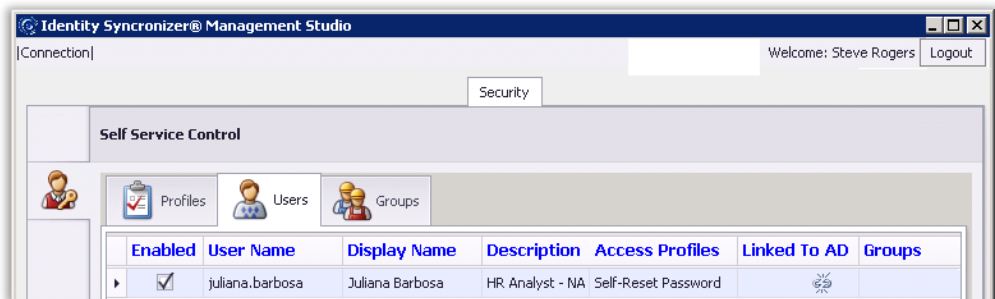 Identity Syncronizer® Management Studio
|Connection| Welcome: Steve Rogers Logout
Security
Self Service Control
Profiles Users Groups
Enabled User Name Display Name Description Access Profiles Linked To AD Groups
juliana.barbosa Juliana Barbosa HR Analyst - NA Self-Reset Password